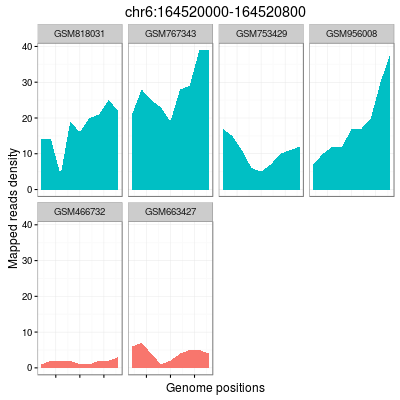 chr6:164520000-164520800
GSM818031 GSM767343 GSM753429 GSM956008
40
30
20
10
0
Mapped reads density
GSM466732 GSM663427
40
30
20
10
0
Genome positions